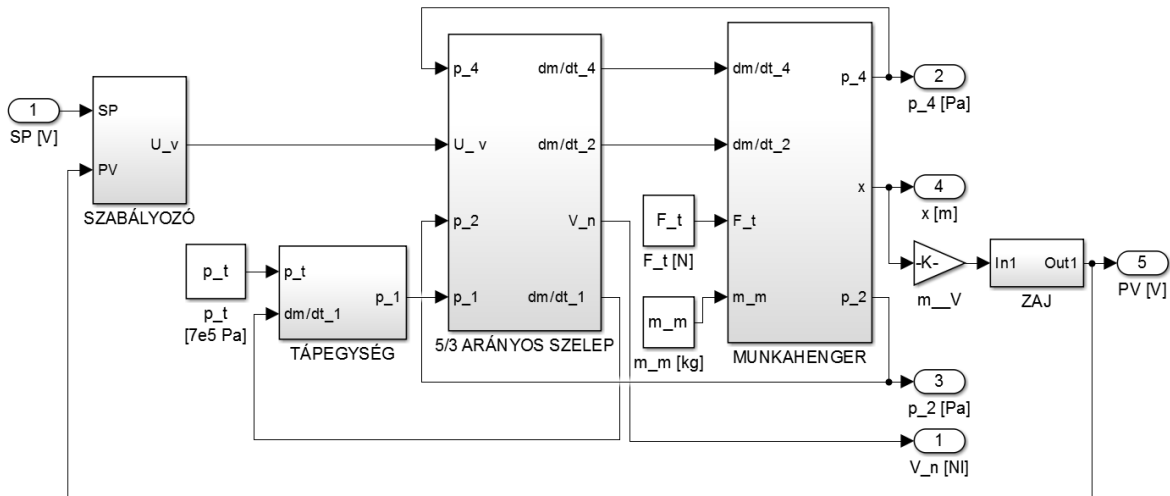 1
SP [V]
SP
PV
U_v
SZABÁLYOZÓ
p_t
p_t
[7e5 Pa]
p_t
dm/dt_1
p_1
TÁPEGYSÉG
p_4
U_ v
p_2
p_1
dm/dt_4
dm/dt_2
V_n
dm/dt_1
5/3 ARÁNYOS SZELEP
F_t
F_t [N]
m_m
m_m [kg]
dm/dt_4
dm/dt_2
F_t
m_m
p_4
x
p_2
MUNKAHENGER
2
p_4 [Pa]
4
x [m]
-K-
m__V
In1
Out1
ZAJ
5
PV [V]
3
p_2 [Pa]
1
V_n [Nl]